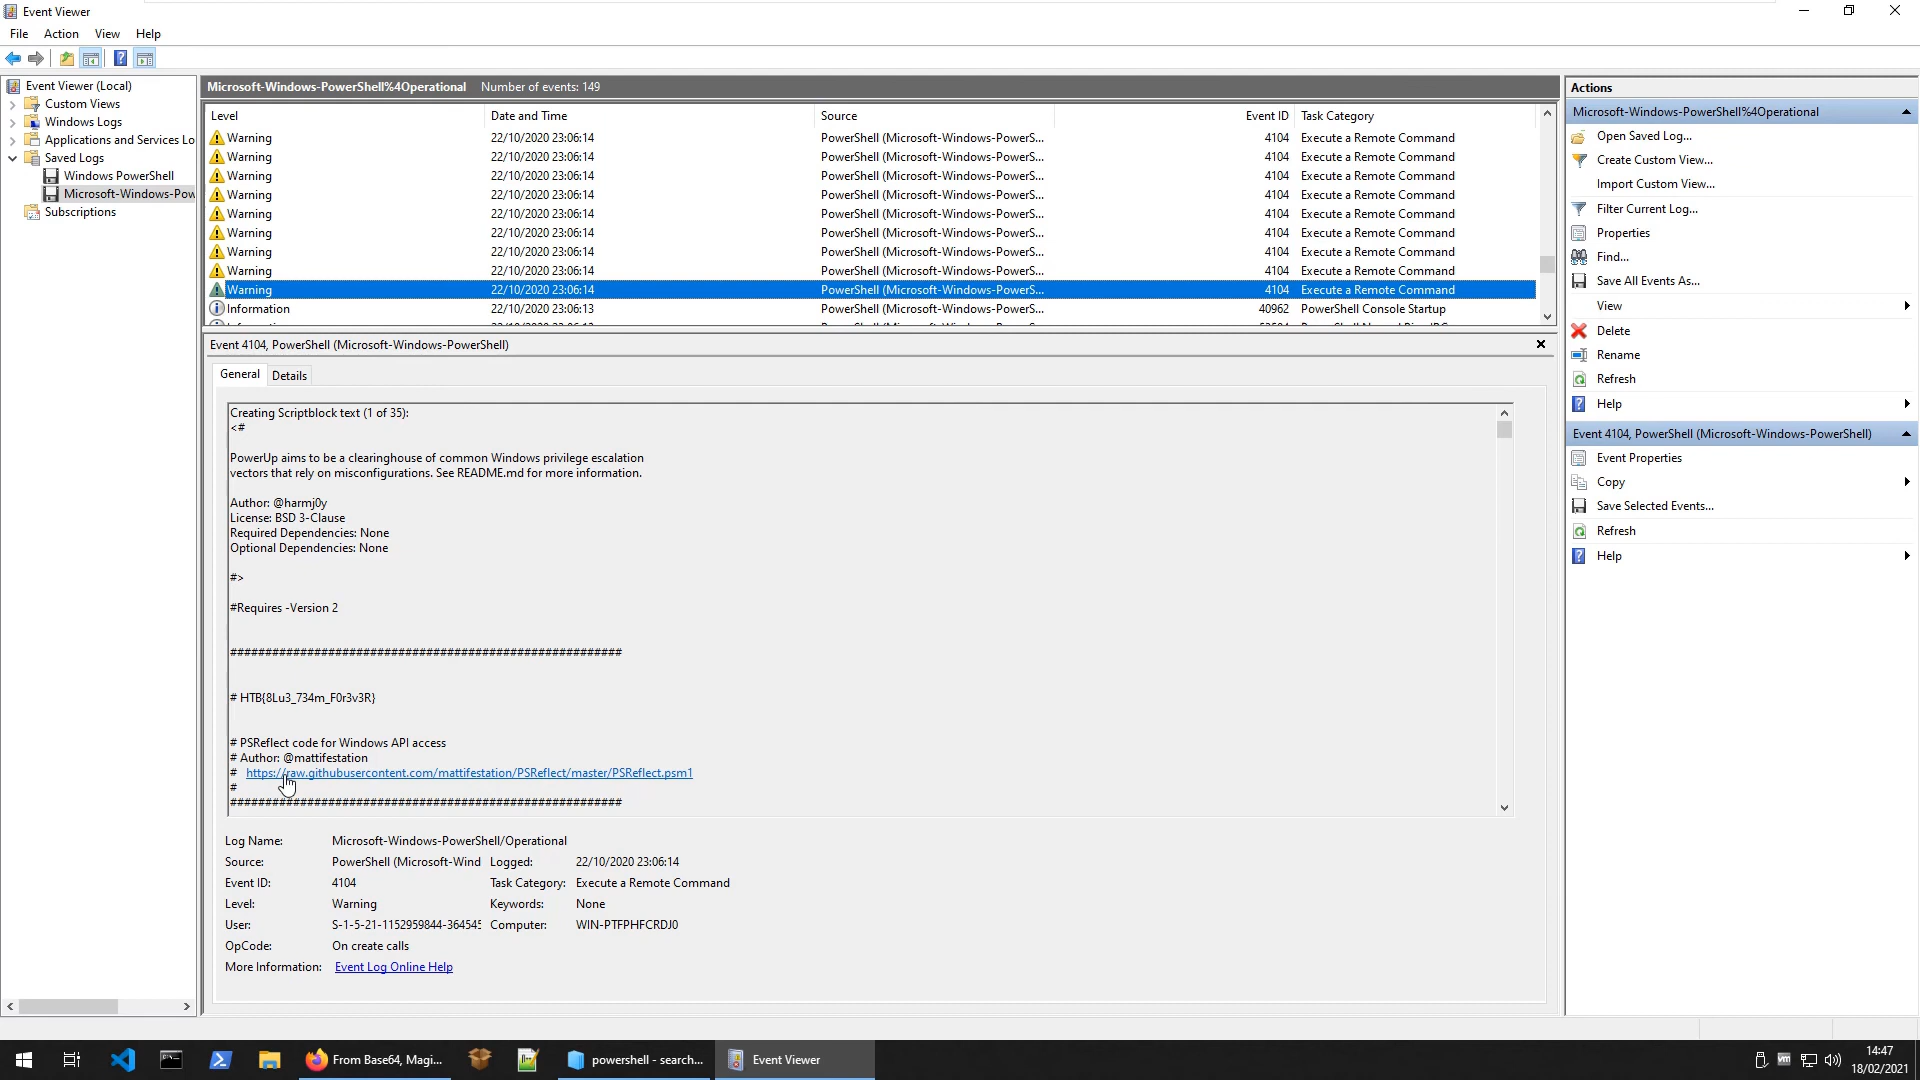 Event Viewer
File Action View Help
Event Viewer (Local)
Custom Views
Windows Logs
Applications and Services Lo
Saved Logs
Windows PowerShell
Microsoft-Windows-Pow
Subscriptions
Microsoft-Windows-PowerShell%4Operational Number of events: 149
Level Date and Time Source Event ID Task Category
Warning 22/10/2020 23:06:14 PowerShell (Microsoft-Windows-PowerS... 4104 Execute a Remote Command
Warning 22/10/2020 23:06:14 PowerShell (Microsoft-Windows-PowerS... 4104 Execute a Remote Command
Warning 22/10/2020 23:06:14 PowerShell (Microsoft-Windows-PowerS... 4104 Execute a Remote Command
Warning 22/10/2020 23:06:14 PowerShell (Microsoft-Windows-PowerS... 4104 Execute a Remote Command
Warning 22/10/2020 23:06:14 PowerShell (Microsoft-Windows-PowerS... 4104 Execute a Remote Command
Warning 22/10/2020 23:06:14 PowerShell (Microsoft-Windows-PowerS... 4104 Execute a Remote Command
Warning 22/10/2020 23:06:14 PowerShell (Microsoft-Windows-PowerS... 4104 Execute a Remote Command
Warning 22/10/2020 23:06:14 PowerShell (Microsoft-Windows-PowerS... 4104 Execute a Remote Command
Warning 22/10/2020 23:06:14 PowerShell (Microsoft-Windows-PowerS... 4104 Execute a Remote Command
Information 22/10/2020 23:06:13 PowerShell (Microsoft-Windows-PowerS... 40962 PowerShell Console Startup
Event 4104, PowerShell (Microsoft-Windows-PowerShell)
General Details
Creating Scriptblock text (1 of 35):
<#
PowerUp aims to be a clearinghouse of common Windows privilege escalation
vectors that rely on misconfigurations. See README.md for more information.
Author: @harmj0y
License: BSD 3-Clause
Required Dependencies: None
Optional Dependencies: None
#>
#Requires -Version 2
########################################################
# HTB{8Lu3_734m_F0r3v3R}
# PSReflect code for Windows API access
# Author: @mattifestation
# https://raw.githubusercontent.com/mattifestation/PSReflect/master/PSReflect.psm1
#
########################################################
Log Name: Microsoft-Windows-PowerShell/Operational
Source: PowerShell (Microsoft-Wind Logged: 22/10/2020 23:06:14
Event ID: 4104 Task Category: Execute a Remote Command
Level: Warning Keywords: None
User: S-1-5-21-1152959844-364545 Computer: WIN-PTFPHFCRDJ0
OpCode: On create calls
More Information: Event Log Online Help
Actions
Microsoft-Windows-PowerShell%4Operational
Open Saved Log...
Create Custom View...
Import Custom View...
Filter Current Log...
Properties
Find...
Save All Events As...
View
Delete
Rename
Refresh
Help
Event 4104, PowerShell (Microsoft-Windows-PowerShell)
Event Properties
Copy
Save Selected Events...
Refresh
Help
From Base64, Magi...
powershell - search...
Event Viewer
14:47
18/02/2021